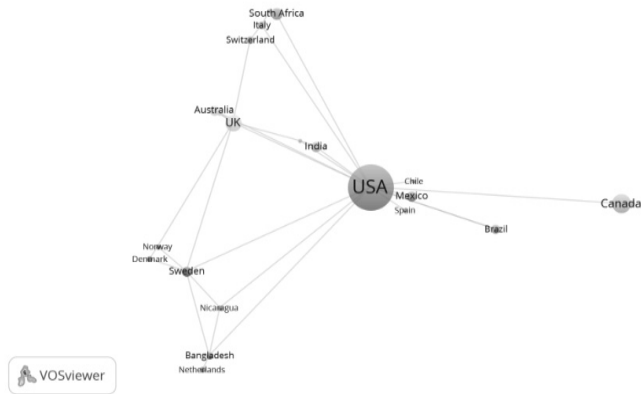 South Africa
Italy
Switzerland
Australia
UK
India
USA
Chile
Mexico
Canada
Spain
Brazil
Norway
Denmark
Sweden
Nicaragua
Bangladesh
Netherlands
VOSviewer